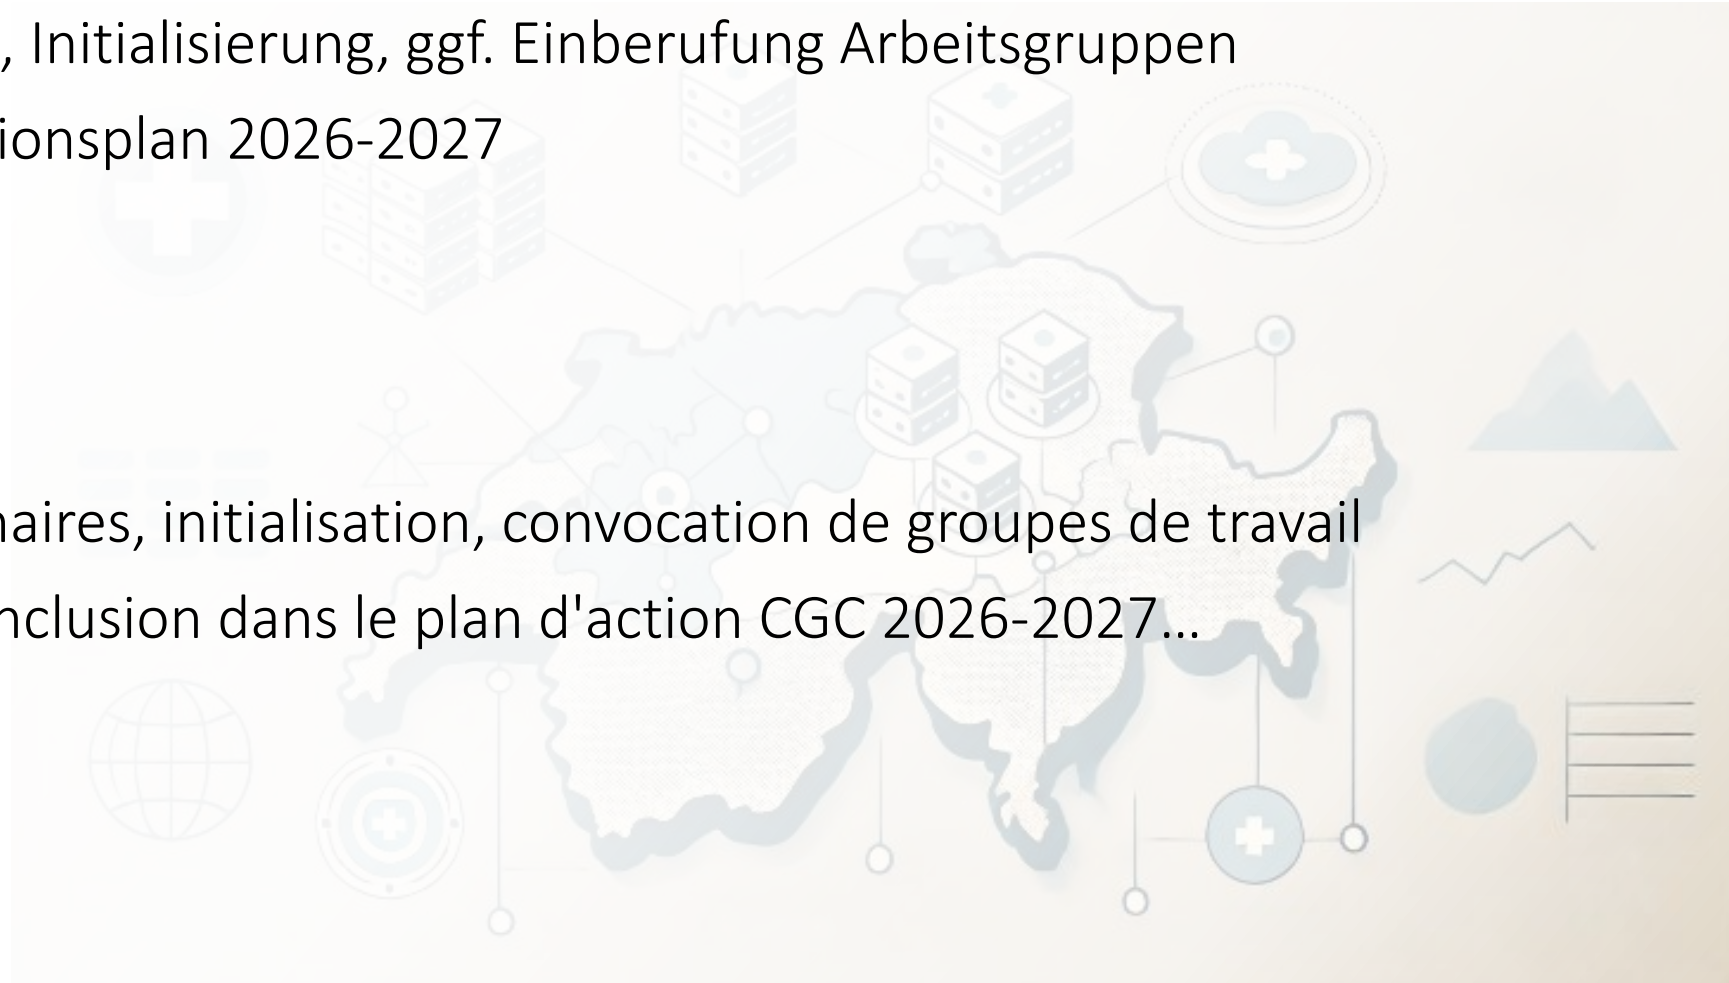 , Initialisierung, ggf. Einberufung Arbeitsgruppen
ionsplan 2026-2027
naires, initialisation, convocation de groupes de travail
nclusion dans le plan d'action CGC 2026-2027...